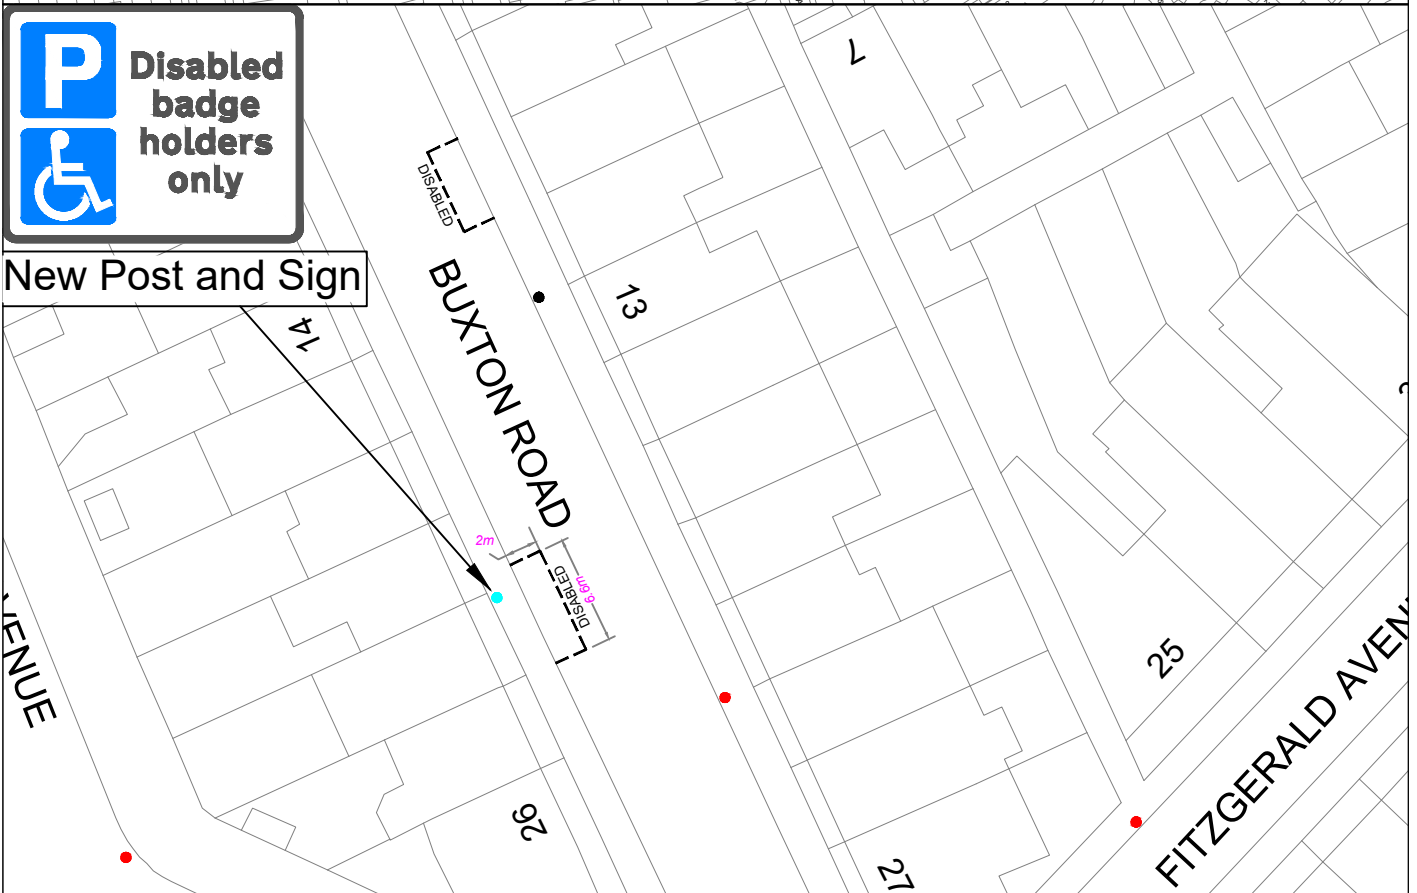 P
Disabled
badge
holders
only
New Post and Sign
7
DISABLED
BUXTON ROAD
13
14
2m
DISABLED
6.6m
25
VENUE
FITZGERALD AVEN
26
27